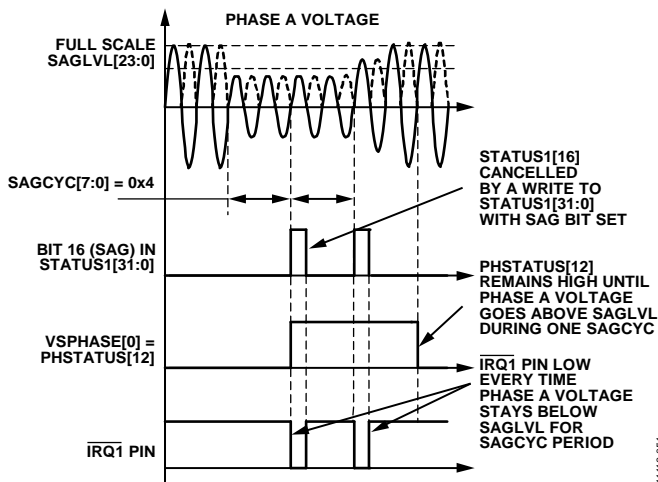 PHASE A VOLTAGE
FULL SCALE
SAGLVL[23:0]
SAGCYC[7:0] = 0x4
STATUS1[16]
CANCELLED
BY A WRITE TO
STATUS1[31:0]
WITH SAG BIT SET
BIT 16 (SAG) IN
STATUS1[31:0]
PHSTATUS[12]
REMAINS HIGH UNTIL
PHASE A VOLTAGE
GOES ABOVE SAGLVL
DURING ONE SAGCYC
VSPHASE[0] =
PHSTATUS[12]
IRQ1 PIN LOW
EVERY TIME
PHASE A VOLTAGE
STAYS BELOW
SAGLVL FOR
SAGCYC PERIOD
IRQ1 PIN